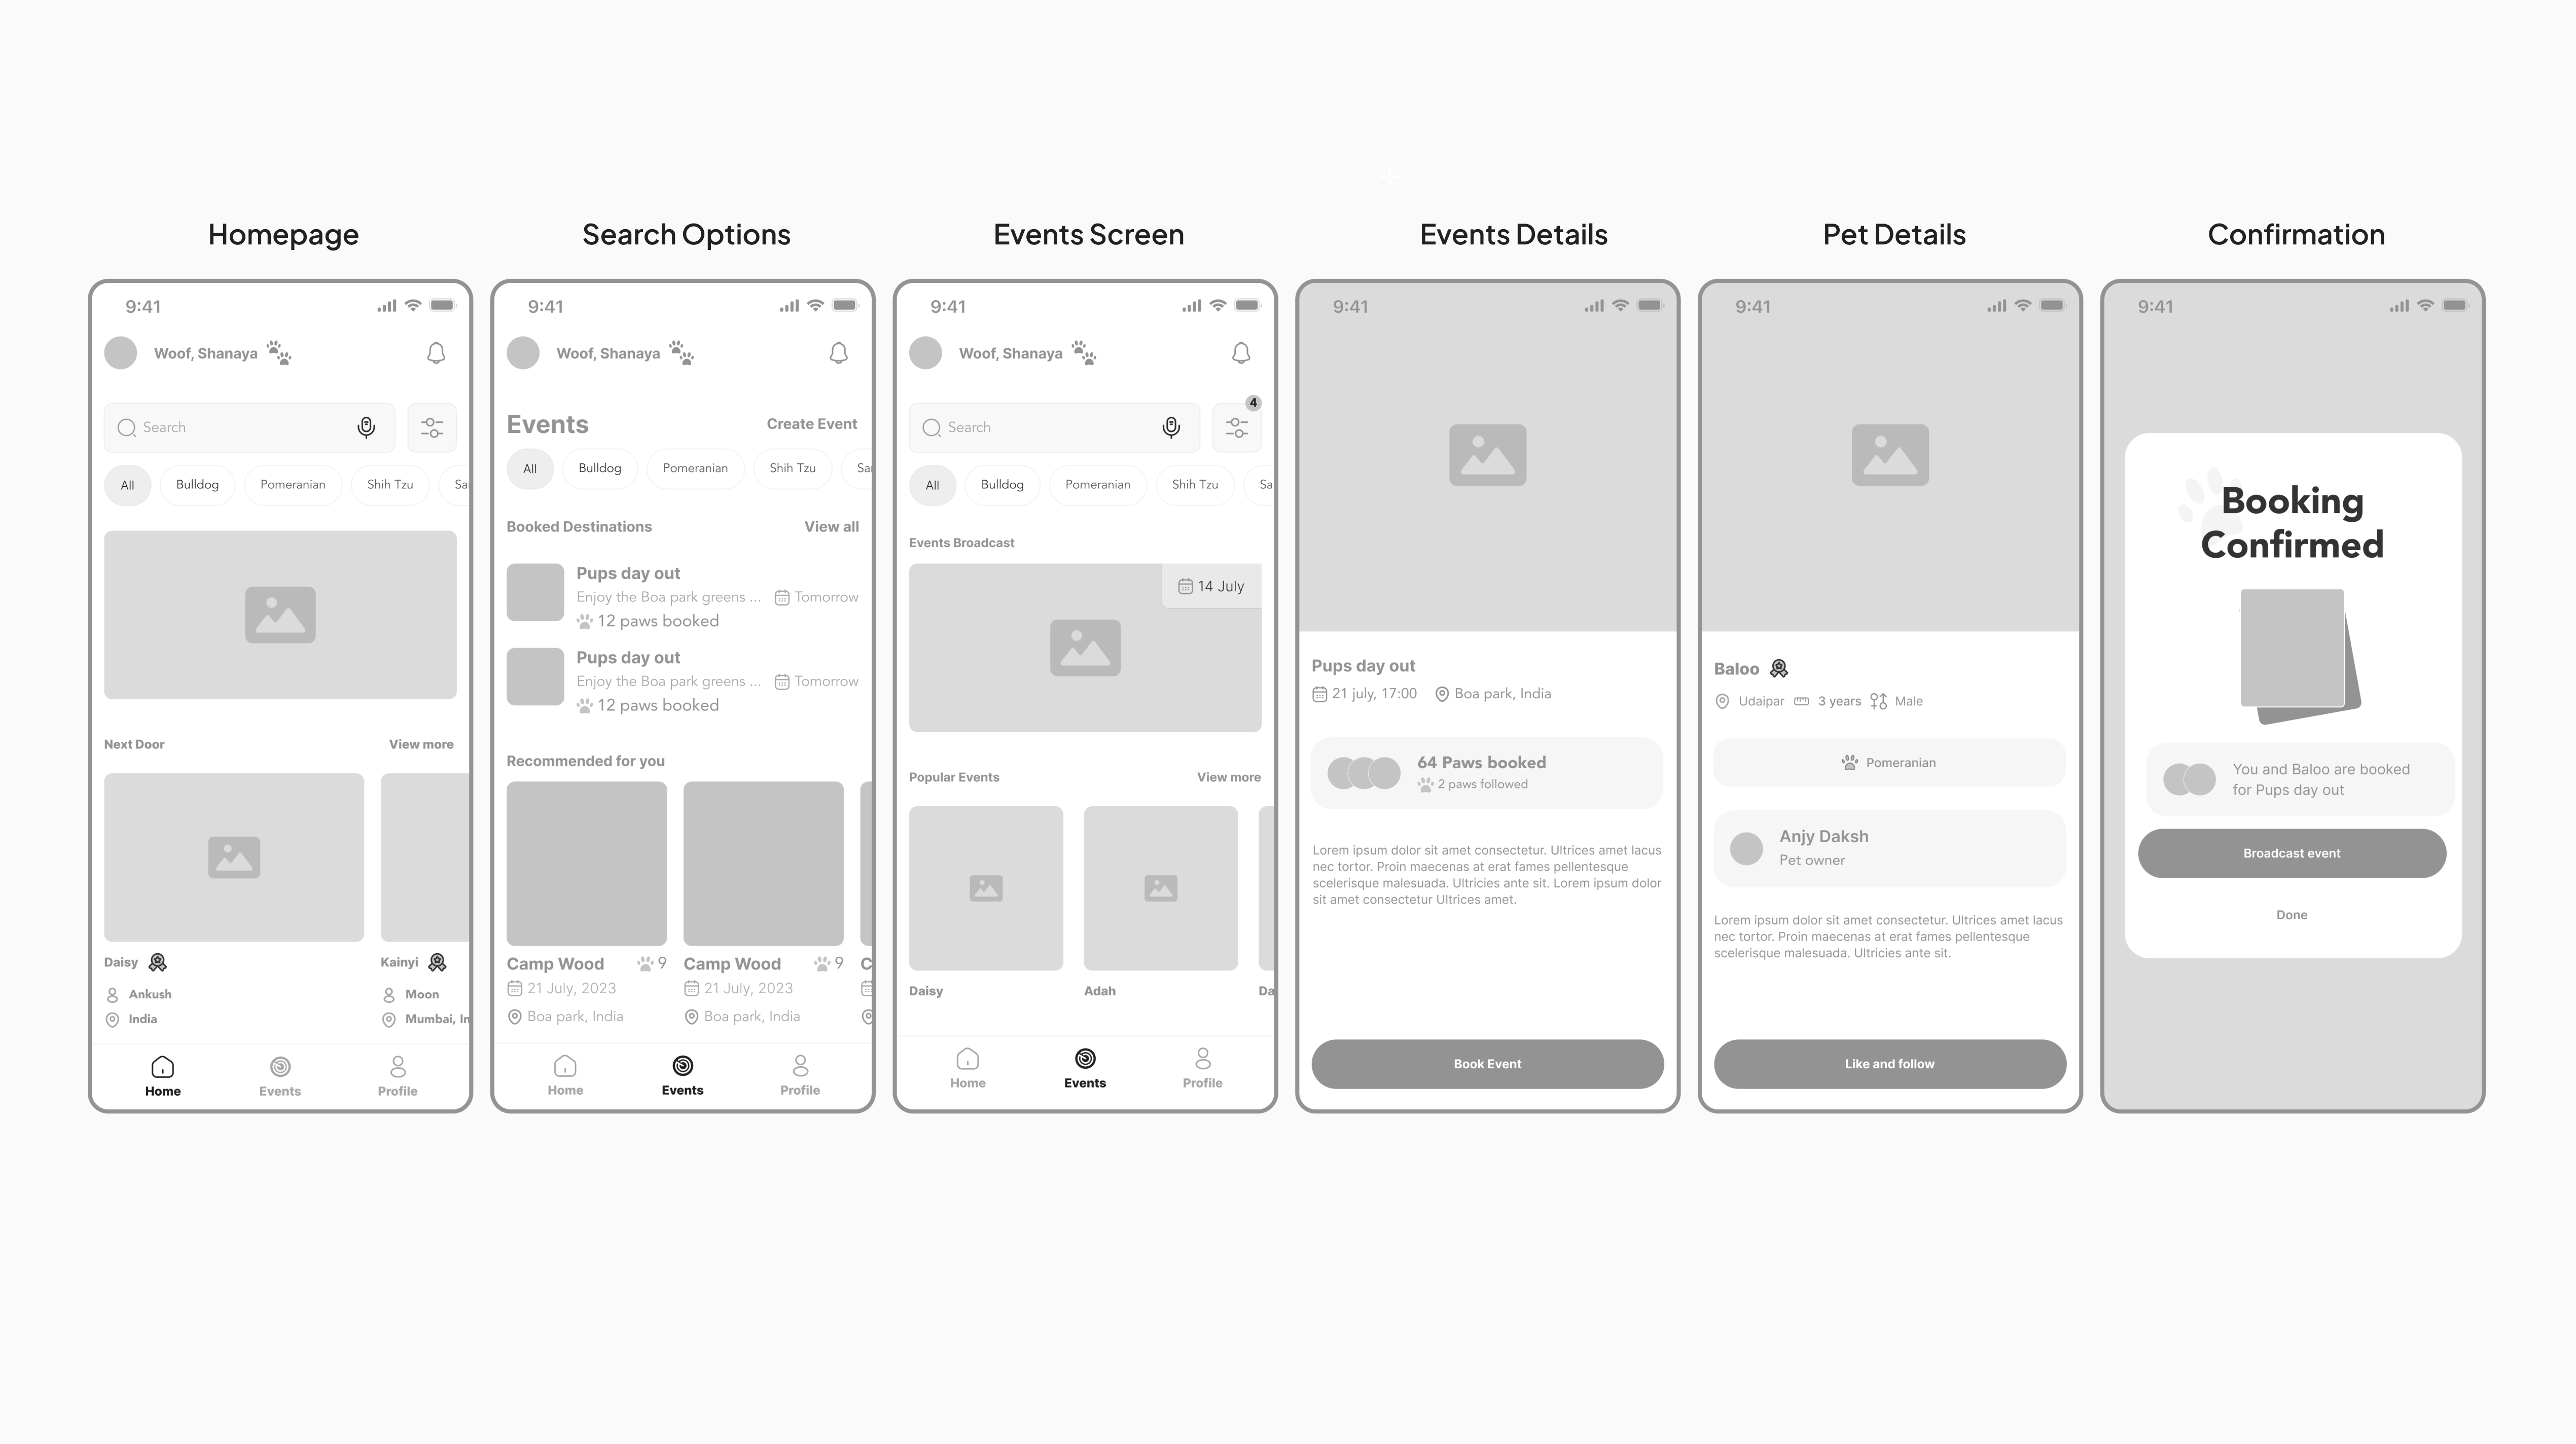 Homepage
9:41
Woof, Shanaya
Search
All
Bulldog
Pomeranian
Shih Tzu
Sa
Next Door
View more
Daisy
Ankush
India
Kainyi
Moon
Mumbai, In
Home
Events
Profile
Search Options
9:41
Woof, Shanaya
Events
Create Event
All
Bulldog
Pomeranian
Shih Tzu
Sa
Booked Destinations
View all
Pups day out
Enjoy the Boa park greens ...
Tomorrow
12 paws booked
Pups day out
Enjoy the Boa park greens ...
Tomorrow
12 paws booked
Recommended for you
Camp Wood
9
21 July, 2023
Boa park, India
Camp Wood
9
21 July, 2023
Boa park, India
C
Home
Events
Profile
Events Screen
9:41
Woof, Shanaya
Search
4
All
Bulldog
Pomeranian
Shih Tzu
Sa
Events Broadcast
14 July
Popular Events
View more
Daisy
Adah
Da
Home
Events
Profile
Events Details
9:41
Pups day out
21 july, 17:00
Boa park, India
64 Paws booked
2 paws followed
Lorem ipsum dolor sit amet consectetur. Ultrices amet lacus
nec tortor. Proin maecenas at erat fames pellentesque
scelerisque malesuada. Ultricies ante sit. Lorem ipsum dolor
sit amet consectetur Ultrices amet.
Book Event
Pet Details
9:41
Baloo
Udaipar
3 years
Male
Pomeranian
Anjy Daksh
Pet owner
Lorem ipsum dolor sit amet consectetur. Ultrices amet lacus
nec tortor. Proin maecenas at erat fames pellentesque
scelerisque malesuada. Ultricies ante sit.
Like and follow
Confirmation
9:41
Booking
Confirmed
You and Baloo are booked
for Pups day out
Broadcast event
Done